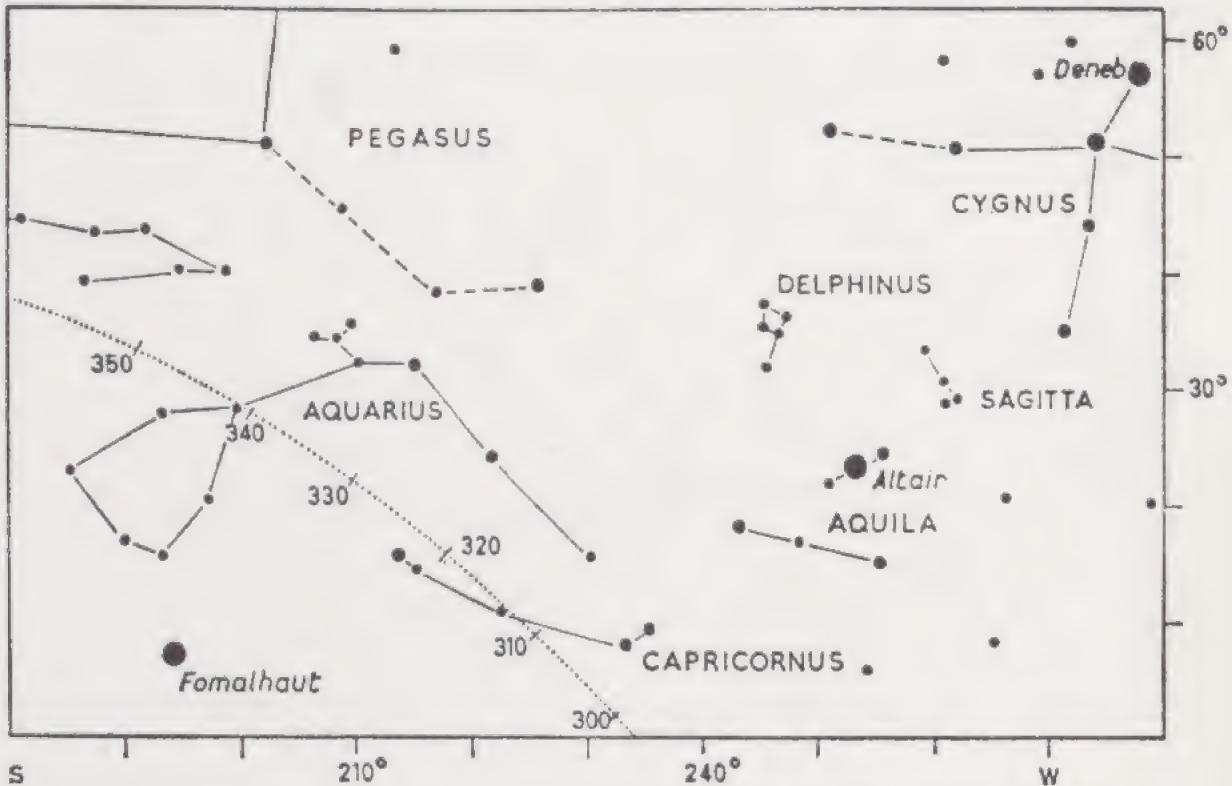 60°
Deneb
PEGASUS
CYGNUS
DELPHINUS
350
30°
SAGITTA
AQUARIUS
340
Altair
330
AQUILA
320
310
CAPRICORNUS
Fomalhaut
300
S
210°
240°
W